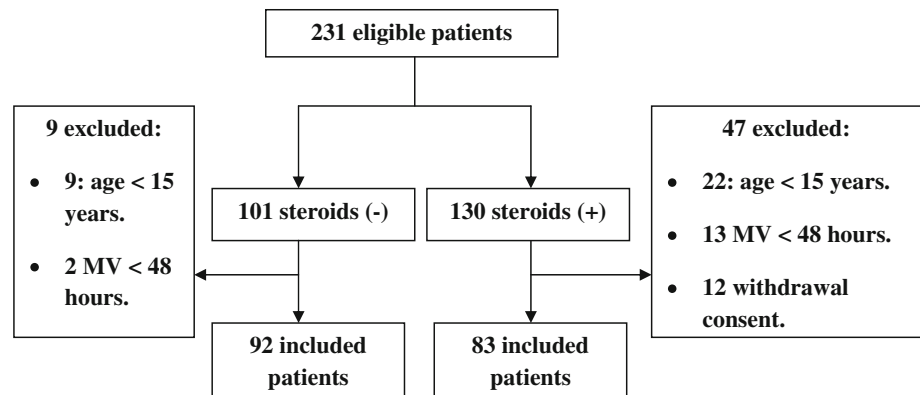 231 eligible patients
9 excluded:
• 9: age < 15
years.
• 2 MV < 48
hours.
101 steroids (-)
130 steroids (+)
47 excluded:
• 22: age < 15 years.
• 13 MV < 48 hours.
• 12 withdrawal
consent.
92 included
patients
83 included
patients